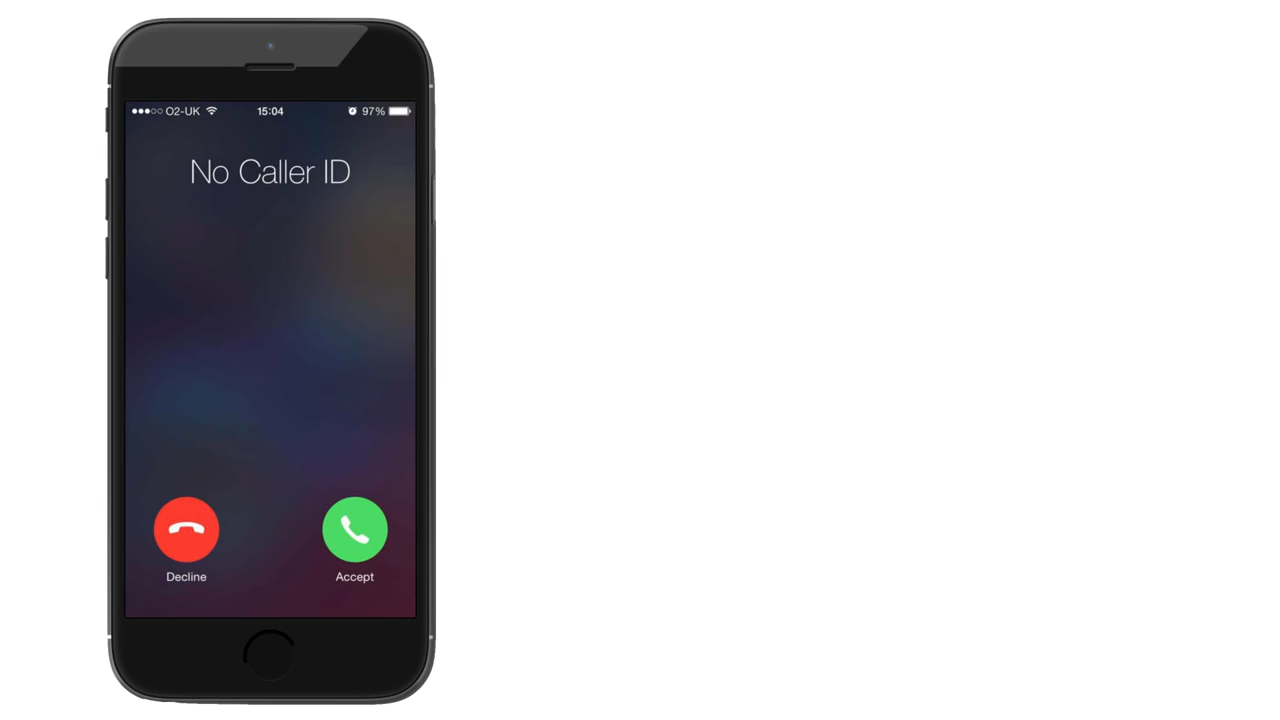 O2-UK 15:04 97%
No Caller ID
Decline Accept